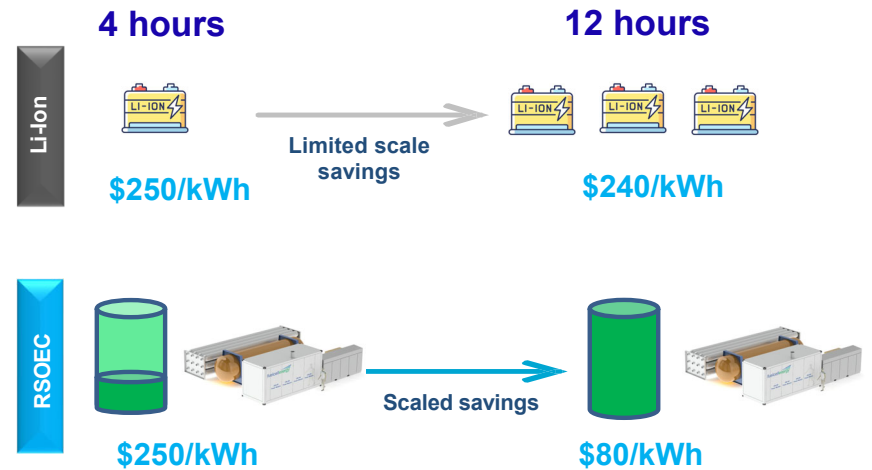 4 hours
12 hours
Li-Ion
LI-ION
LI-ION
LI-ION
LI-ION
Limited scale
savings
$250/kWh
$240/kWh
RSOEC
Scaled savings
$250/kWh
$80/kWh